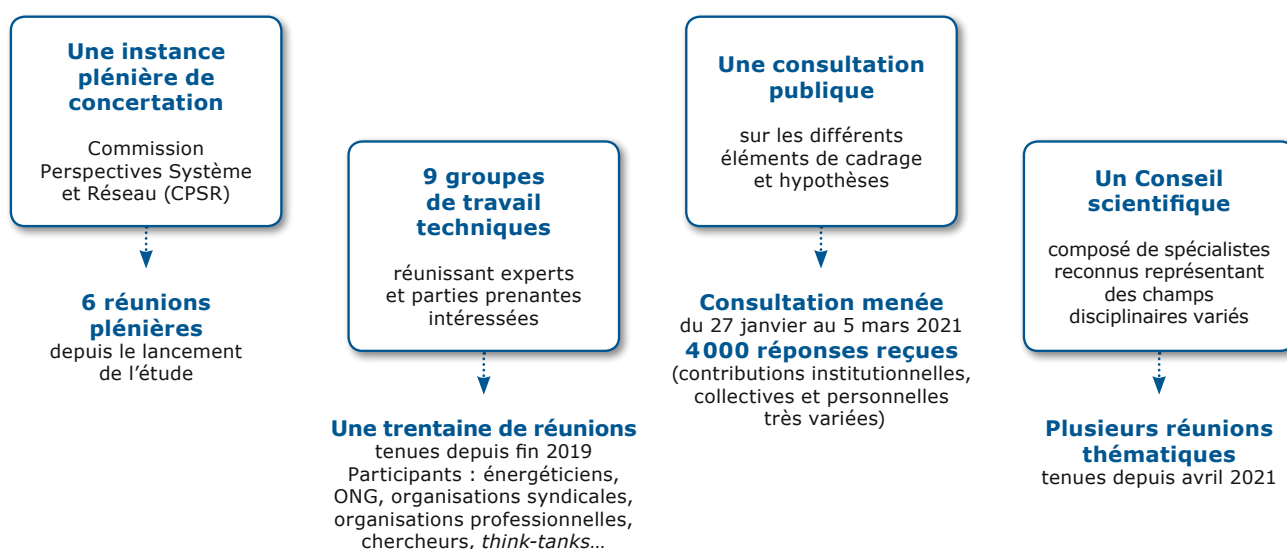 Une instance
plénière de
concertation
Commission
Perspectives Système
et Réseau (CPSR)
6 réunions
plénières
depuis le lancement
de l’étude
9 groupes
de travail
techniques
réunissant experts
et parties prenantes
intéressées
Une trentaine de réunions
tenues depuis fin 2019
Participants : énergéticiens,
ONG, organisations syndicales,
organisations professionnelles,
chercheurs, think-tanks…
Une consultation
publique
sur les différents
éléments de cadrage
et hypothèses
Consultation menée
du 27 janvier au 5 mars 2021
4000 réponses reçues
(contributions institutionnelles,
collectives et personnelles
très variées)
Un Conseil
scientifique
composé de spécialistes
reconnus représentant
des champs
disciplinaires variés
Plusieurs réunions
thématiques
tenues depuis avril 2021